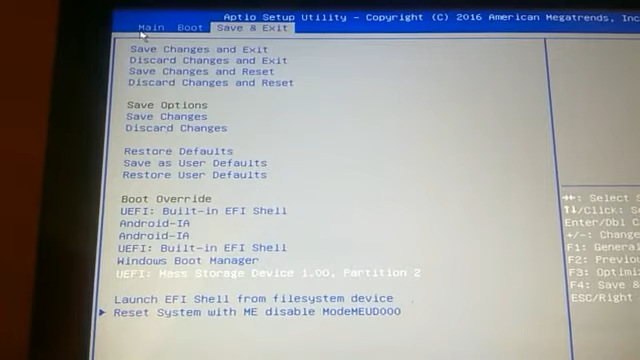 Aptio Setup Utility - Copyright (C) 2016 American Megatrends, Inc
Main Boot Save & Exit
Save Changes and Exit
Discard Changes and Exit
Save Changes and Reset
Discard Changes and Reset
Save Options
Save Changes
Discard Changes
Restore Defaults
Save as User Defaults
Restore User Defaults
Boot Override
UEFI: Built-in EFI Shell
Android-IA
Android-IA
UEFI: Built-in EFI Shell
Windows Boot Manager
UEFI: Mass Storage Device 1.00, Partition 2
Launch EFI Shell from filesystem device
Reset System with ME disable ModeMEUD000
→←: Select S
↑↓/Click: Se
Enter/Dbl C
+/-: Change
F1: General
F2: Previou
F3: Optimi
F4: Save &
ESC/Right